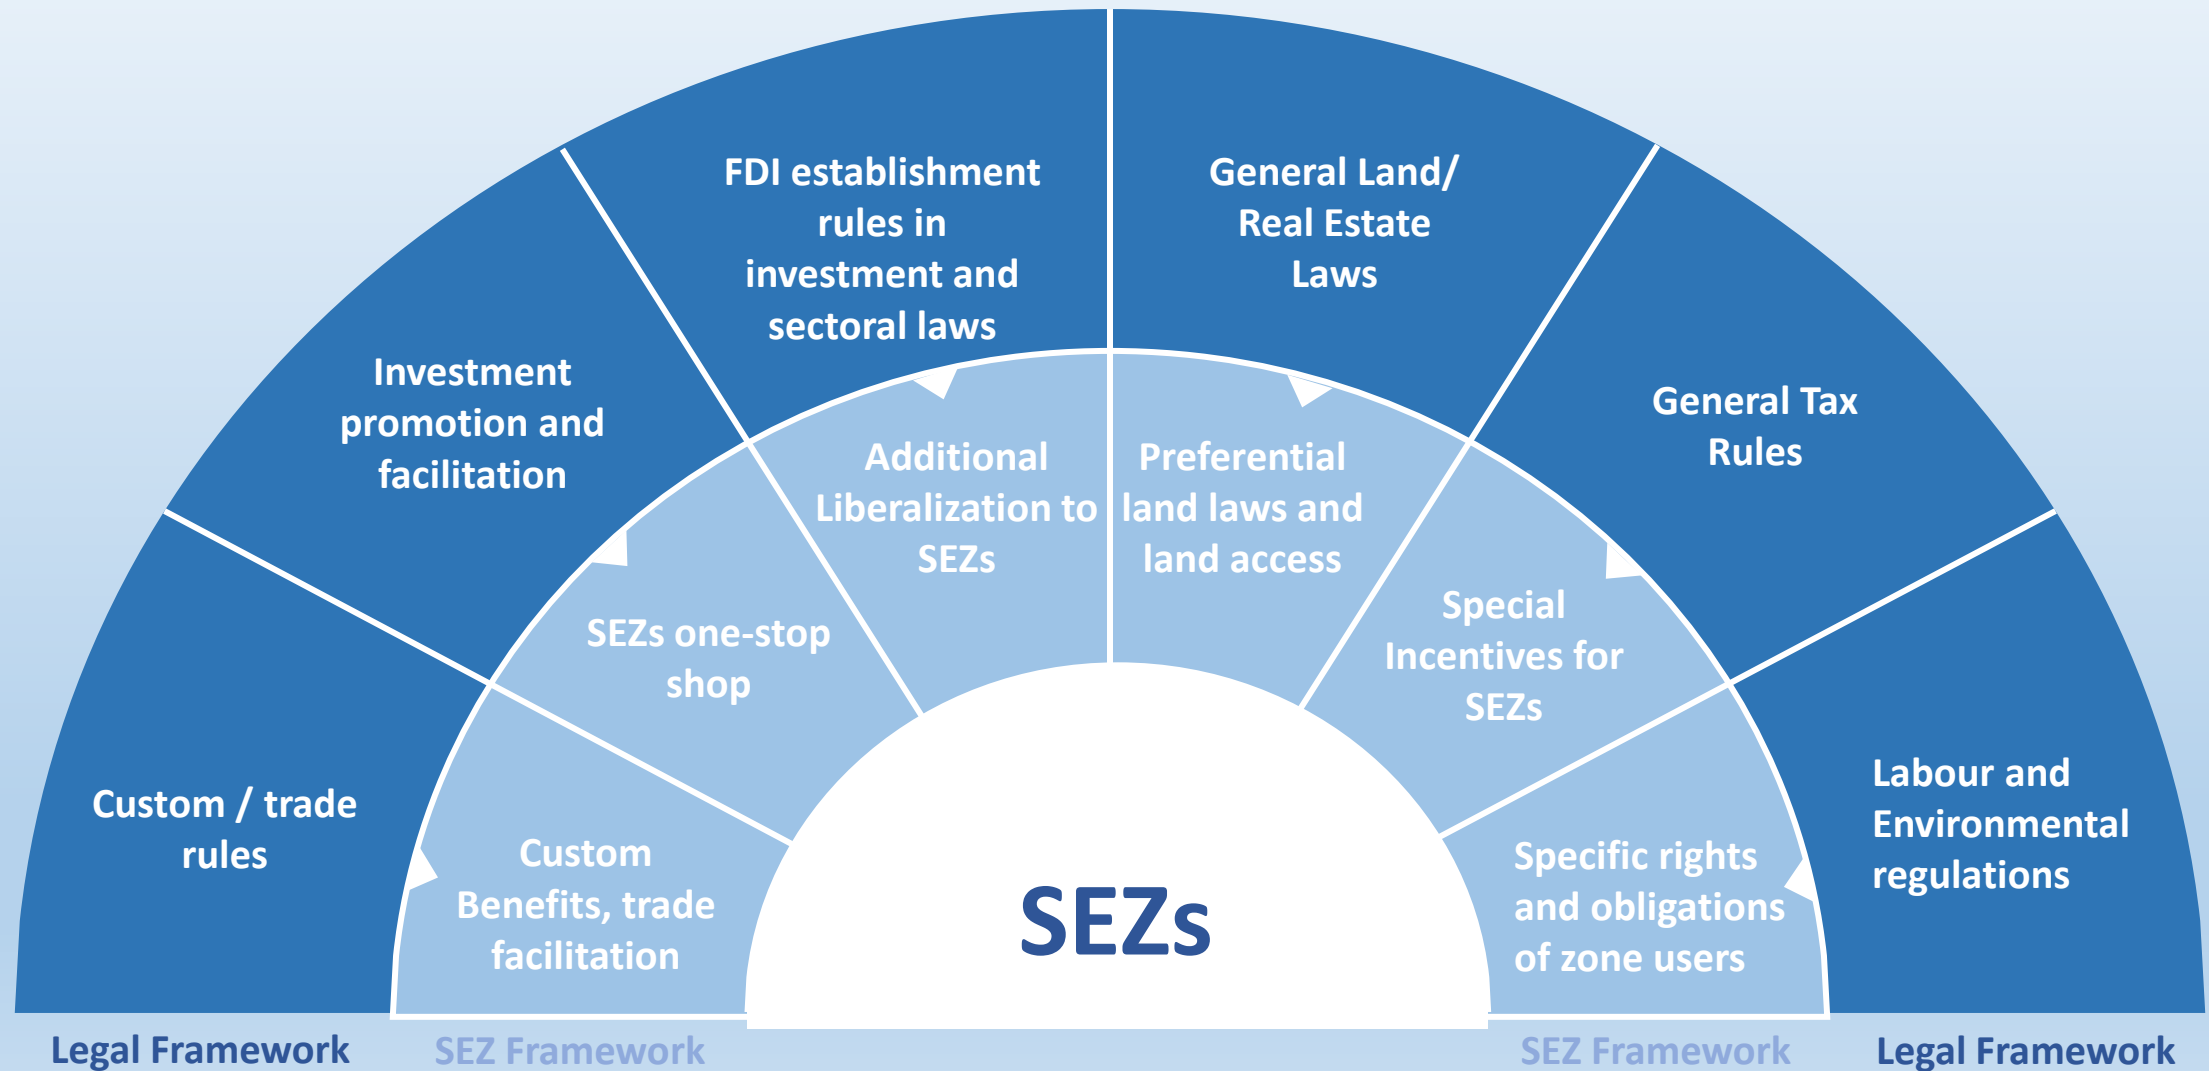 FDI establishment
rules in
investment and
sectoral laws
General Land/
Real Estate
Laws
Investment
promotion and
facilitation
General Tax
Rules
Custom / trade
rules
Labour and
Environmental
regulations
Additional
Liberalization to
SEZs
Preferential
land laws and
land access
SEZs one-stop
shop
Special
Incentives for
SEZs
Custom
Benefits, trade
facilitation
Specific rights
and obligations
of zone users
SEZs
Legal Framework
SEZ Framework
SEZ Framework
Legal Framework